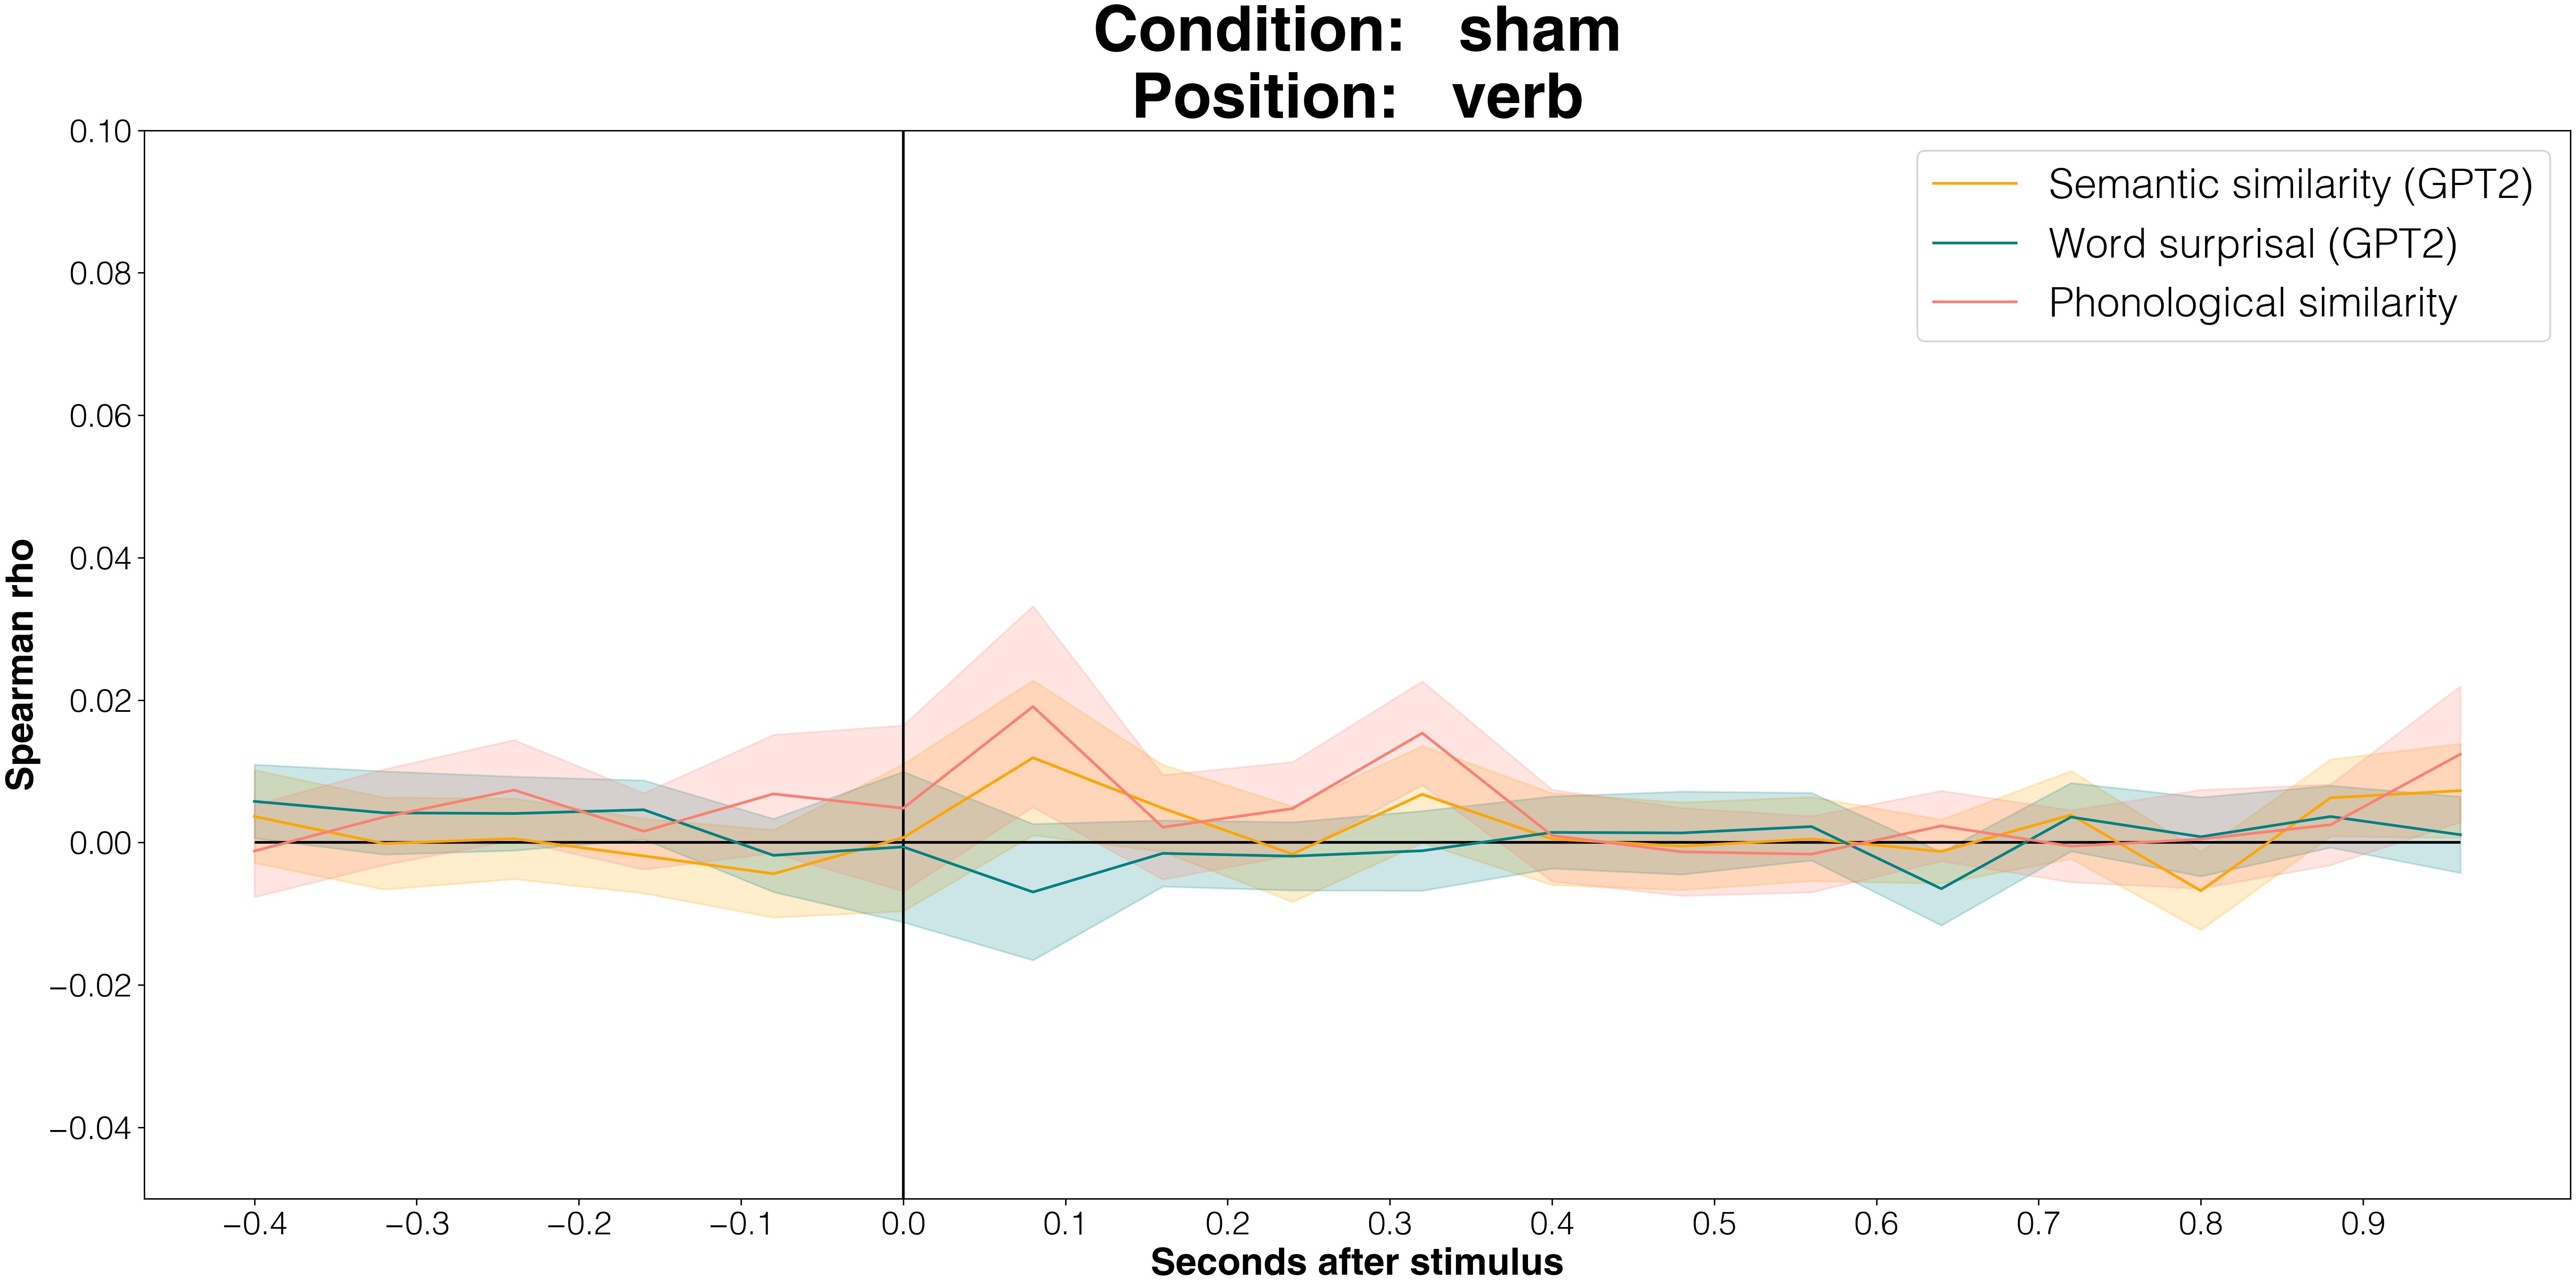 Condition: sham
Position: verb
0.10
0.08
0.06
0.04
0.02
0.00
−0.02
−0.04
Spearman rho
Semantic similarity (GPT2)
Word surprisal (GPT2)
Phonological similarity
−0.4 −0.3 −0.2 −0.1 0.0 0.1 0.2 0.3 0.4 0.5 0.6 0.7 0.8 0.9
Seconds after stimulus